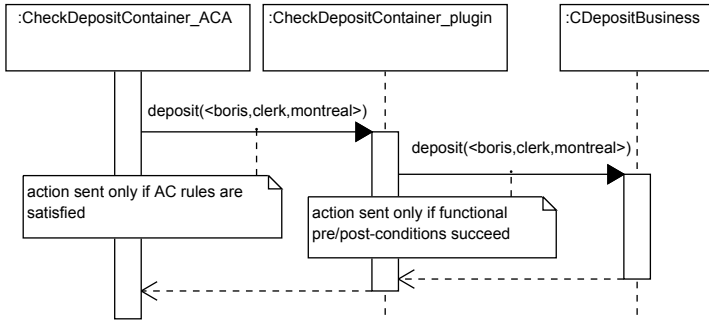 :CheckDepositContainer_ACA
:CheckDepositContainer_plugin
:CDepositBusiness
deposit(<boris,clerk,montreal>)
deposit(<boris,clerk,montreal>)
action sent only if AC rules are
satisfied
action sent only if functional
pre/post-conditions succeed